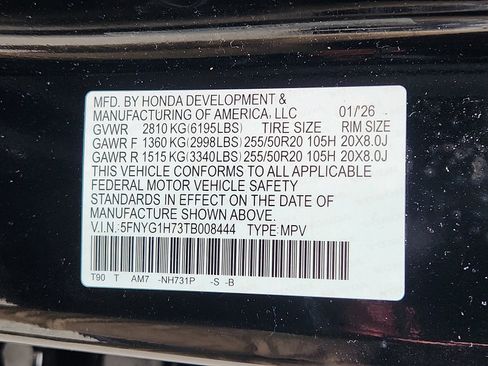 MFD. BY HONDA DEVELOPMENT &
MANUFACTURING OF AMERICA, LLC 01/'26
GVWR 2810 KG(6195LBS) TIRE SIZE RIM SIZE
GAWR F 1360 KG(2998LBS) 255/50R20 105H 20X8.0J
GAWR R 1515 KG(3340LBS) 255/50R20 105H 20X8.0J
THIS VEHICLE CONFORMS TO ALL APPLICABLE
FEDERAL MOTOR VEHICLE SAFETY
STANDARDS IN EFFECT ON THE DATE OF
MANUFACTURE SHOWN ABOVE.
V.I.N: 5FNYG1H73TB008444 TYPE: MPV
T90 T AM7 -NH731P -S -B